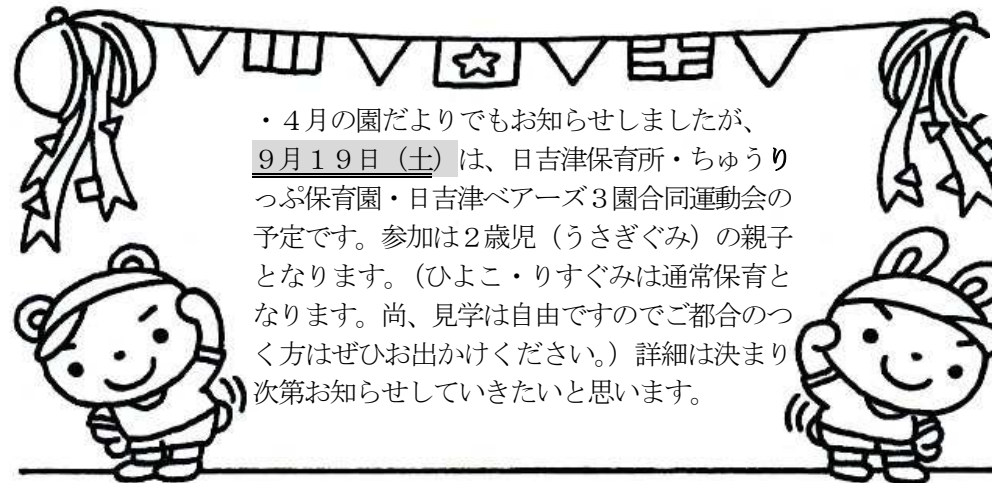 ・４月の園だよりでもお知らせしましたが、
９月１９日（土）は、日吉津保育所・ちゅうり
っぷ保育園・日吉津ベアーズ３園合同運動会の
予定です。参加は２歳児（うさぎぐみ）の親子
となります。（ひよこ・りすぐみは通常保育と
なります。尚、見学は自由ですのでご都合のつ
く方はぜひお出かけください。）詳細は決まり
次第お知らせしていきたいと思います。